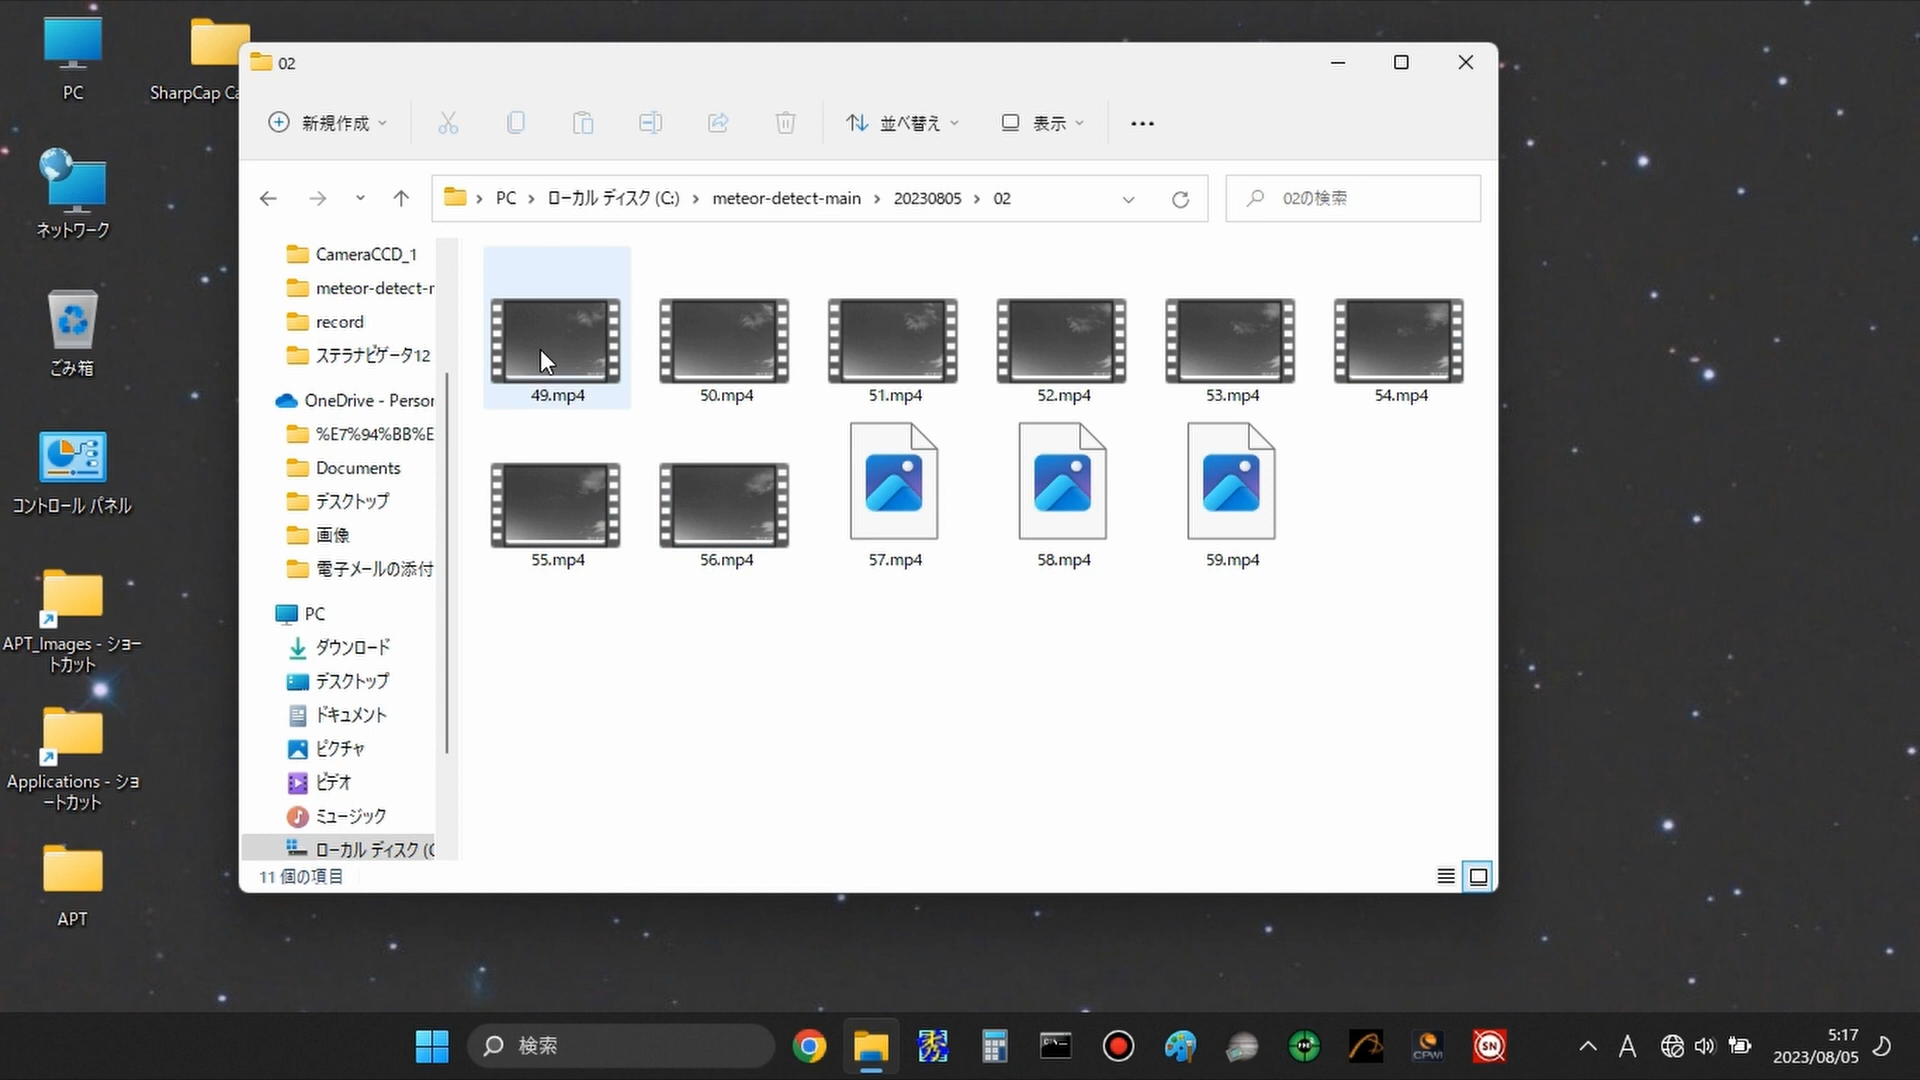 PC
SharpCap Ca
ネットワーク
ごみ箱
コントロール パネル
APT_Images - ショー
トカット
Applications - ショ
ートカット
APT
02
新規作成
並べ替え
表示
PC
ローカル ディスク (C:)
meteor-detect-main
20230805
02
02の検索
CameraCCD_1
meteor-detect-r
record
ステラナビゲータ12
OneDrive - Persor
%E7%94%BB%E
Documents
デスクトップ
画像
電子メールの添付
PC
ダウンロード
デスクトップ
ドキュメント
ピクチャ
ビデオ
ミュージック
ローカル ディスク (C
49.mp4
50.mp4
51.mp4
52.mp4
53.mp4
54.mp4
55.mp4
56.mp4
57.mp4
58.mp4
59.mp4
11 個の項目
検索
秀
CPWI
SN
A
5:17
2023/08/05